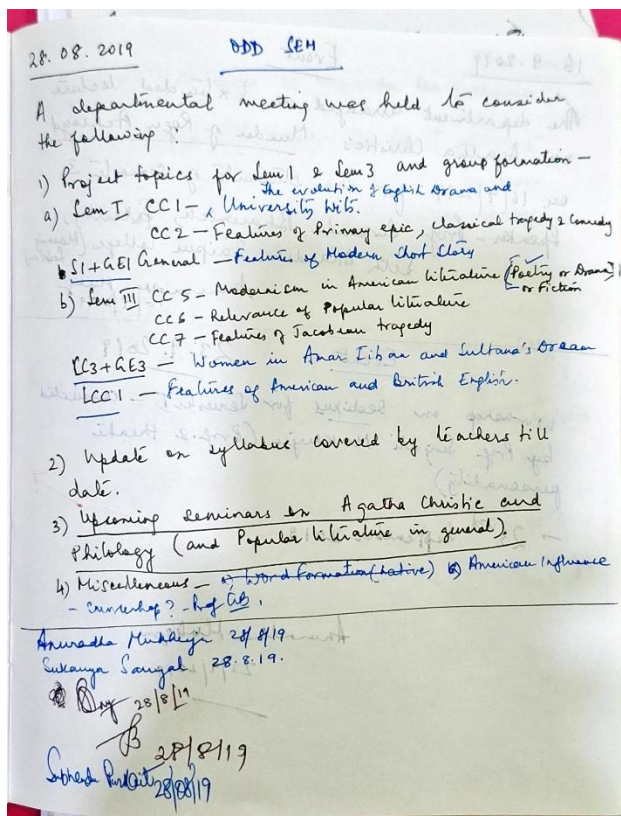 28.08.2019 ODD SEM
A departmental meeting was held to consider
the following :
1) Project topics for Sem 1 & Sem 3 and group formation –
a) Sem I CC1 – The evolution of English Drama and
University Wits.
CC2 – Features of Primary epic, classical tragedy & Comedy
S1+GE1 General – Features of Modern Short Story
b) Sem III CC5 – Modernism in American literature (Poetry or Drama
or Fiction
CC6 – Relevance of Popular literature
CC7 – Features of Jacobean tragedy
CC3+GE3 – Women in Amar Jiban and Sultana's Dream
LCC1 – Features of American and British English.
2) Update on syllabus covered by teachers till
date.
3) Upcoming seminars on Agatha Christie and
Philology (and Popular literature in general).
4) Miscellaneous – Word Formation (Native) American Influence
Prof GB.
Anuradha Mukherji 28/8/19
Sukanya Sanyal 28.8.19.
28/8/19
28/8/19
28/08/19